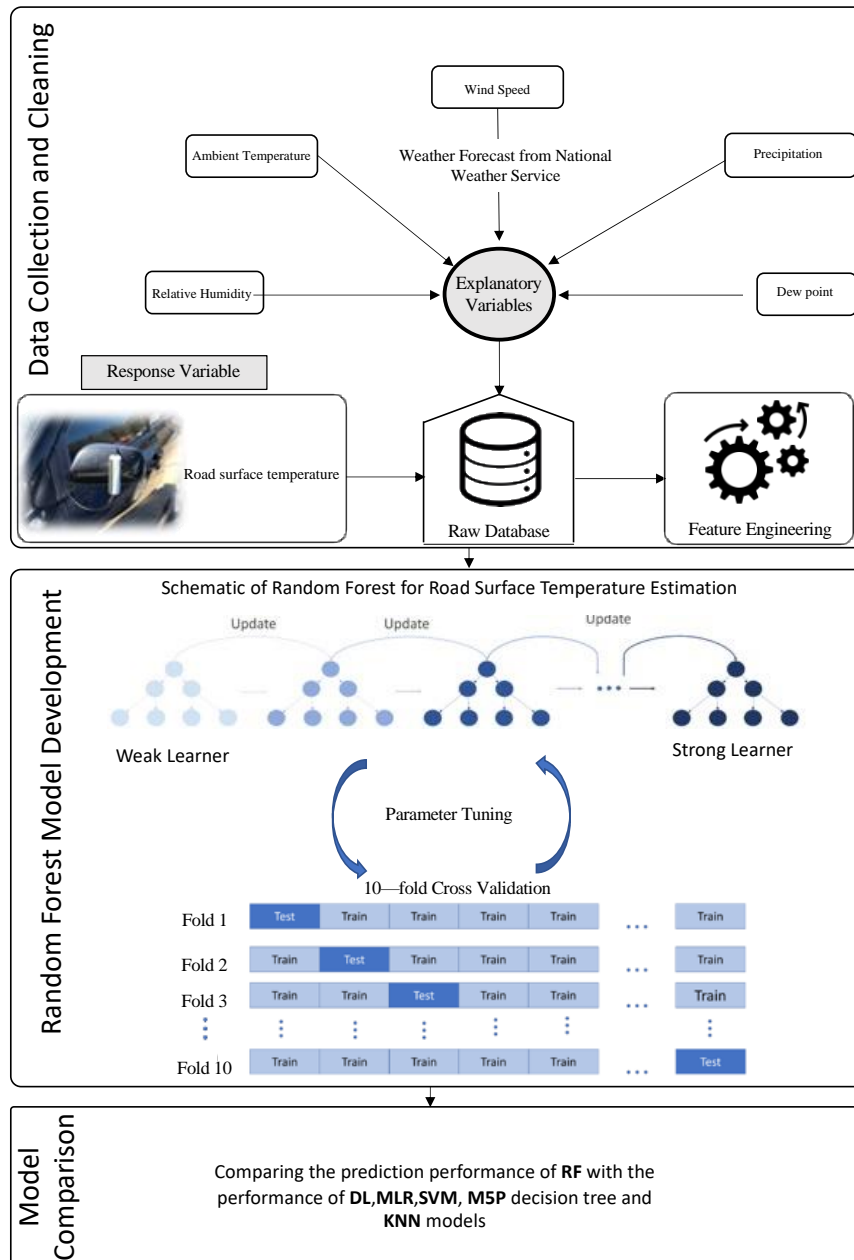 Data Collection and Cleaning
Wind Speed
Ambient Temperature
Weather Forecast from National
Weather Service
Precipitation
Relative Humidity
Explanatory
Variables
Dew point
Response Variable
Road surface temperature
Raw Database
Feature Engineering
Random Forest Model Development
Schematic of Random Forest for Road Surface Temperature Estimation
Update
Update
Update
Weak Learner
Strong Learner
Parameter Tuning
10—fold Cross Validation
Fold 1 Test Train Train Train Train ... Train
Fold 2 Train Test Train Train Train ... Train
Fold 3 Train Train Test Train Train ... Train
Fold 10 Train Train Train Train Train ... Test
Model
Comparison
Comparing the prediction performance of RF with the
performance of DL,MLR,SVM, M5P decision tree and
KNN models